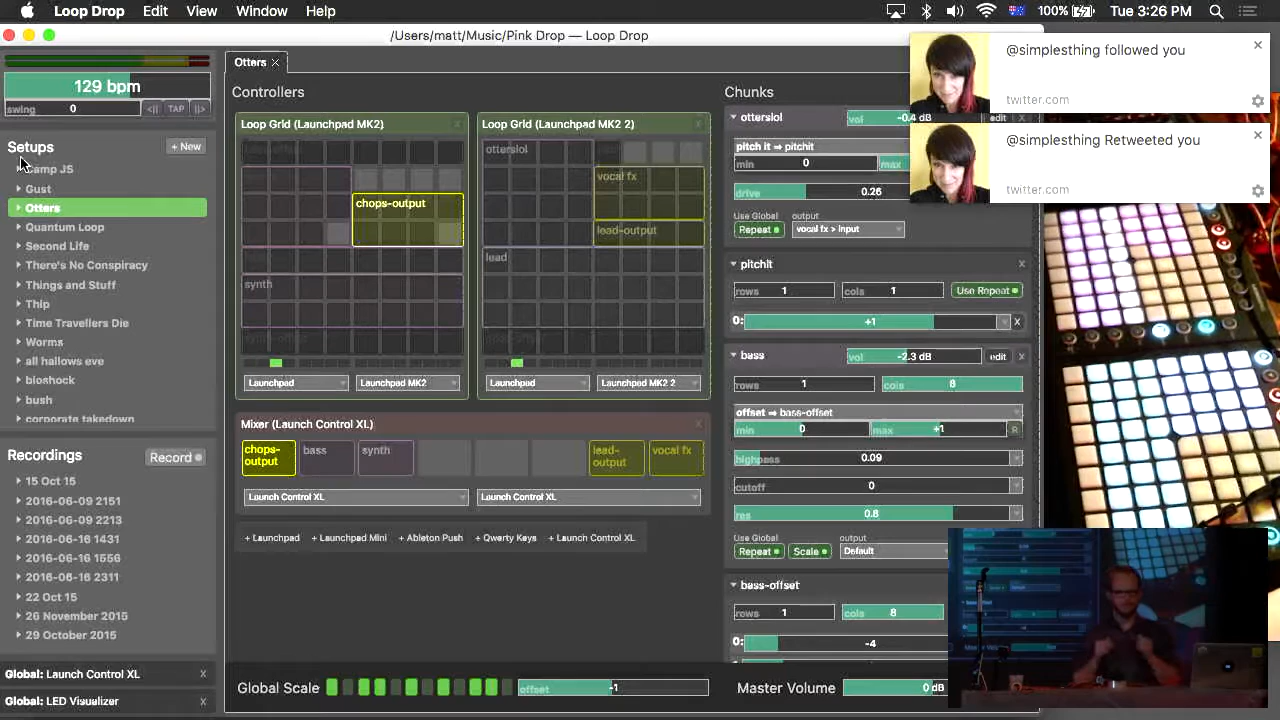 Loop Drop Edit View Window Help 100% Tue 3:26 PM
/Users/matt/Music/Pink Drop — Loop Drop
129 bpm
swing 0 <|| TAP ||>
Setups + New
Camp JS
Gust
Otters
Quantum Loop
Second Life
There's No Conspiracy
Things and Stuff
Thip
Time Travellers Die
Worms
all hallows eve
bioshock
bush
corporate takedown
Recordings Record
15 Oct 15
2016-06-09 2151
2016-06-09 2213
2016-06-16 1431
2016-06-16 1556
2016-06-16 2311
22 Oct 15
26 November 2015
29 October 2015
Global: Launch Control XL X
Global: LED Visualizer X
Otters
Controllers
Loop Grid (Launchpad MK2)
chops-output
synth
Launchpad Launchpad MK2
Loop Grid (Launchpad MK2 2)
otterslol
vocal fx
lead-output
lead
Launchpad Launchpad MK2 2
Mixer (Launch Control XL)
chops-output bass synth lead-output vocal fx
Launch Control XL Launch Control XL
+ Launchpad + Launchpad Mini + Ableton Push + Qwerty Keys + Launch Control XL
Global Scale offset -1
Master Volume 0 dB
Chunks
otterslol vol -0.4 dB edit
pitch it ⇒ pitchit
min 0 max
drive 0.26
Use Global output
Repeat vocal fx > input
pitchit X
rows 1 cols 1 Use Repeat
0: +1 X
bass vol -2.3 dB edit X
rows 1 cols 8
offset ⇒ bass-offset
min 0 max +1 R
highpass 0.09
cutoff 0
res 0.8
Use Global output
Repeat Scale Default
bass-offset
rows 1 cols 8
0: -4
@simplesthing followed you
twitter.com
@simplesthing Retweeted you
twitter.com